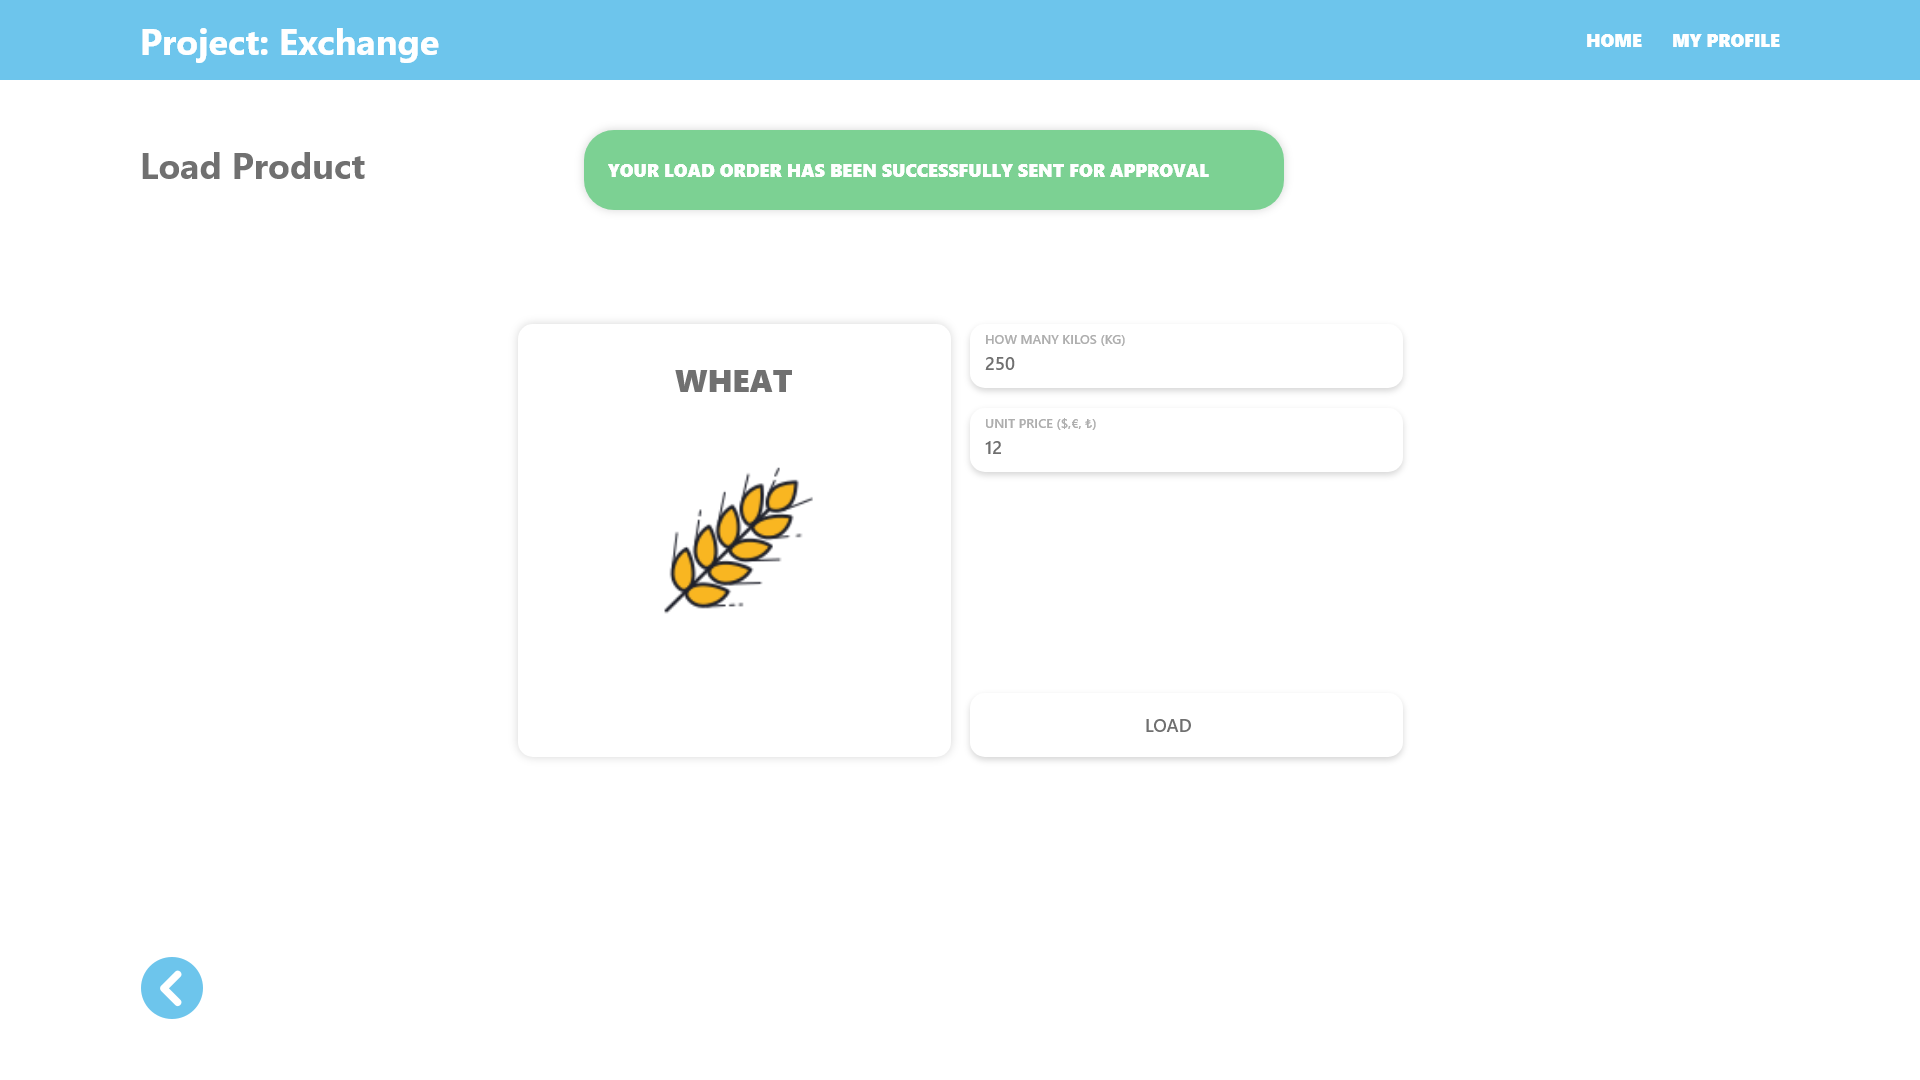 Project: Exchange
HOME
MY PROFILE
Load Product
YOUR LOAD ORDER HAS BEEN SUCCESSFULLY SENT FOR APPROVAL
WHEAT
HOW MANY KILOS (KG)
250
UNIT PRICE ($,€, ₺)
12
LOAD